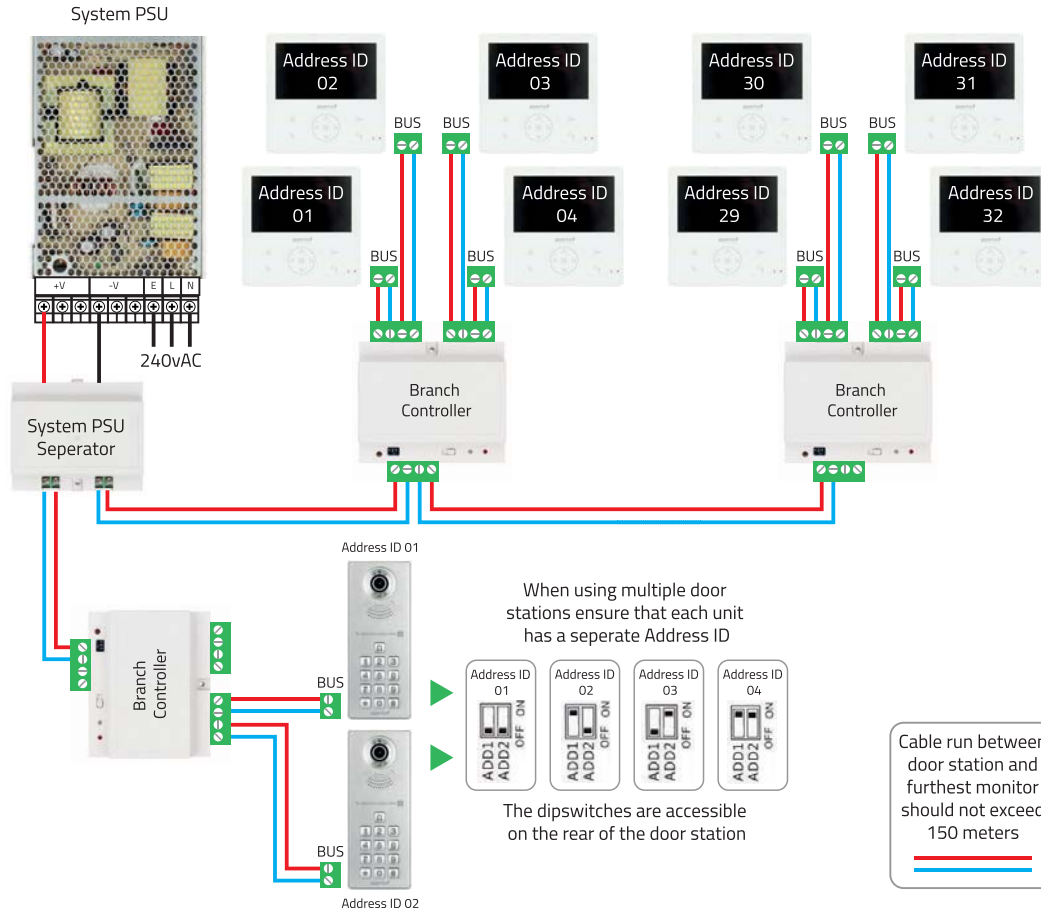 System PSU
+V
-V
E
L
N
240vAC
System PSU
Seperator
Address ID
02
Address ID
03
Address ID
01
Address ID
04
BUS
BUS
BUS
BUS
Branch
Controller
Address ID
30
Address ID
31
Address ID
29
Address ID
32
BUS
BUS
BUS
BUS
Branch
Controller
Branch
Controller
Address ID 01
BUS
1 2 3
BUS
1 2 3
Address ID 02
When using multiple door
stations ensure that each unit
has a seperate Address ID
Address ID
01
ADD1
ADD2
OFF ON
Address ID
02
ADD1
ADD2
OFF ON
Address ID
03
ADD1
ADD2
OFF ON
Address ID
04
ADD1
ADD2
OFF ON
The dipswitches are accessible
on the rear of the door station
Cable run between
door station and
furthest monitor
should not exceed
150 meters